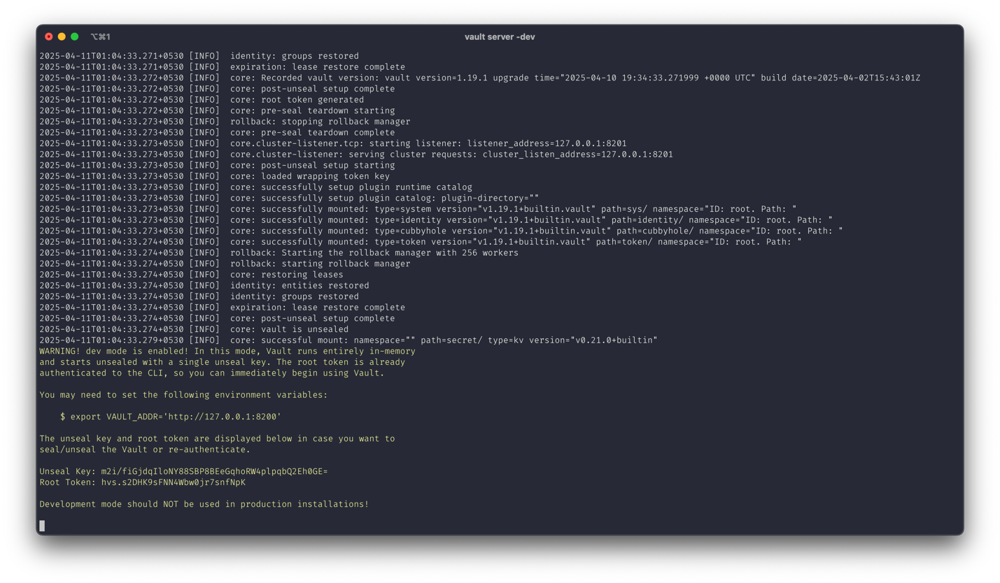 ⌥⌘1
vault server -dev
2025-04-11T01:04:33.271+0530 [INFO]  identity: groups restored
2025-04-11T01:04:33.271+0530 [INFO]  expiration: lease restore complete
2025-04-11T01:04:33.272+0530 [INFO]  core: Recorded vault version: vault version=1.19.1 upgrade time="2025-04-10 19:34:33.271999 +0000 UTC" build date=2025-04-02T15:43:01Z
2025-04-11T01:04:33.272+0530 [INFO]  core: post-unseal setup complete
2025-04-11T01:04:33.272+0530 [INFO]  core: root token generated
2025-04-11T01:04:33.272+0530 [INFO]  core: pre-seal teardown starting
2025-04-11T01:04:33.273+0530 [INFO]  rollback: stopping rollback manager
2025-04-11T01:04:33.273+0530 [INFO]  core: pre-seal teardown complete
2025-04-11T01:04:33.273+0530 [INFO]  core.cluster-listener.tcp: starting listener: listener_address=127.0.0.1:8201
2025-04-11T01:04:33.273+0530 [INFO]  core.cluster-listener: serving cluster requests: cluster_listen_address=127.0.0.1:8201
2025-04-11T01:04:33.273+0530 [INFO]  core: post-unseal setup starting
2025-04-11T01:04:33.273+0530 [INFO]  core: loaded wrapping token key
2025-04-11T01:04:33.273+0530 [INFO]  core: successfully setup plugin runtime catalog
2025-04-11T01:04:33.273+0530 [INFO]  core: successfully setup plugin catalog: plugin-directory=""
2025-04-11T01:04:33.273+0530 [INFO]  core: successfully mounted: type=system version="v1.19.1+builtin.vault" path=sys/ namespace="ID: root. Path: "
2025-04-11T01:04:33.273+0530 [INFO]  core: successfully mounted: type=identity version="v1.19.1+builtin.vault" path=identity/ namespace="ID: root. Path: "
2025-04-11T01:04:33.273+0530 [INFO]  core: successfully mounted: type=cubbyhole version="v1.19.1+builtin.vault" path=cubbyhole/ namespace="ID: root. Path: "
2025-04-11T01:04:33.274+0530 [INFO]  core: successfully mounted: type=token version="v1.19.1+builtin.vault" path=token/ namespace="ID: root. Path: "
2025-04-11T01:04:33.274+0530 [INFO]  rollback: Starting the rollback manager with 256 workers
2025-04-11T01:04:33.274+0530 [INFO]  rollback: starting rollback manager
2025-04-11T01:04:33.274+0530 [INFO]  core: restoring leases
2025-04-11T01:04:33.274+0530 [INFO]  identity: entities restored
2025-04-11T01:04:33.274+0530 [INFO]  identity: groups restored
2025-04-11T01:04:33.274+0530 [INFO]  expiration: lease restore complete
2025-04-11T01:04:33.274+0530 [INFO]  core: post-unseal setup complete
2025-04-11T01:04:33.274+0530 [INFO]  core: vault is unsealed
2025-04-11T01:04:33.279+0530 [INFO]  core: successful mount: namespace="" path=secret/ type=kv version="v0.21.0+builtin"
WARNING! dev mode is enabled! In this mode, Vault runs entirely in-memory
and starts unsealed with a single unseal key. The root token is already
authenticated to the CLI, so you can immediately begin using Vault.
You may need to set the following environment variables:
$ export VAULT_ADDR='http://127.0.0.1:8200'
The unseal key and root token are displayed below in case you want to
seal/unseal the Vault or re-authenticate.
Unseal Key: m2i/fiGjdqIloNY88SBP8BEeGqhoRW4plpqbQ2Eh0GE=
Root Token: hvs.s2DHK9sFNN4Wbw0jr7snfNpK
Development mode should NOT be used in production installations!